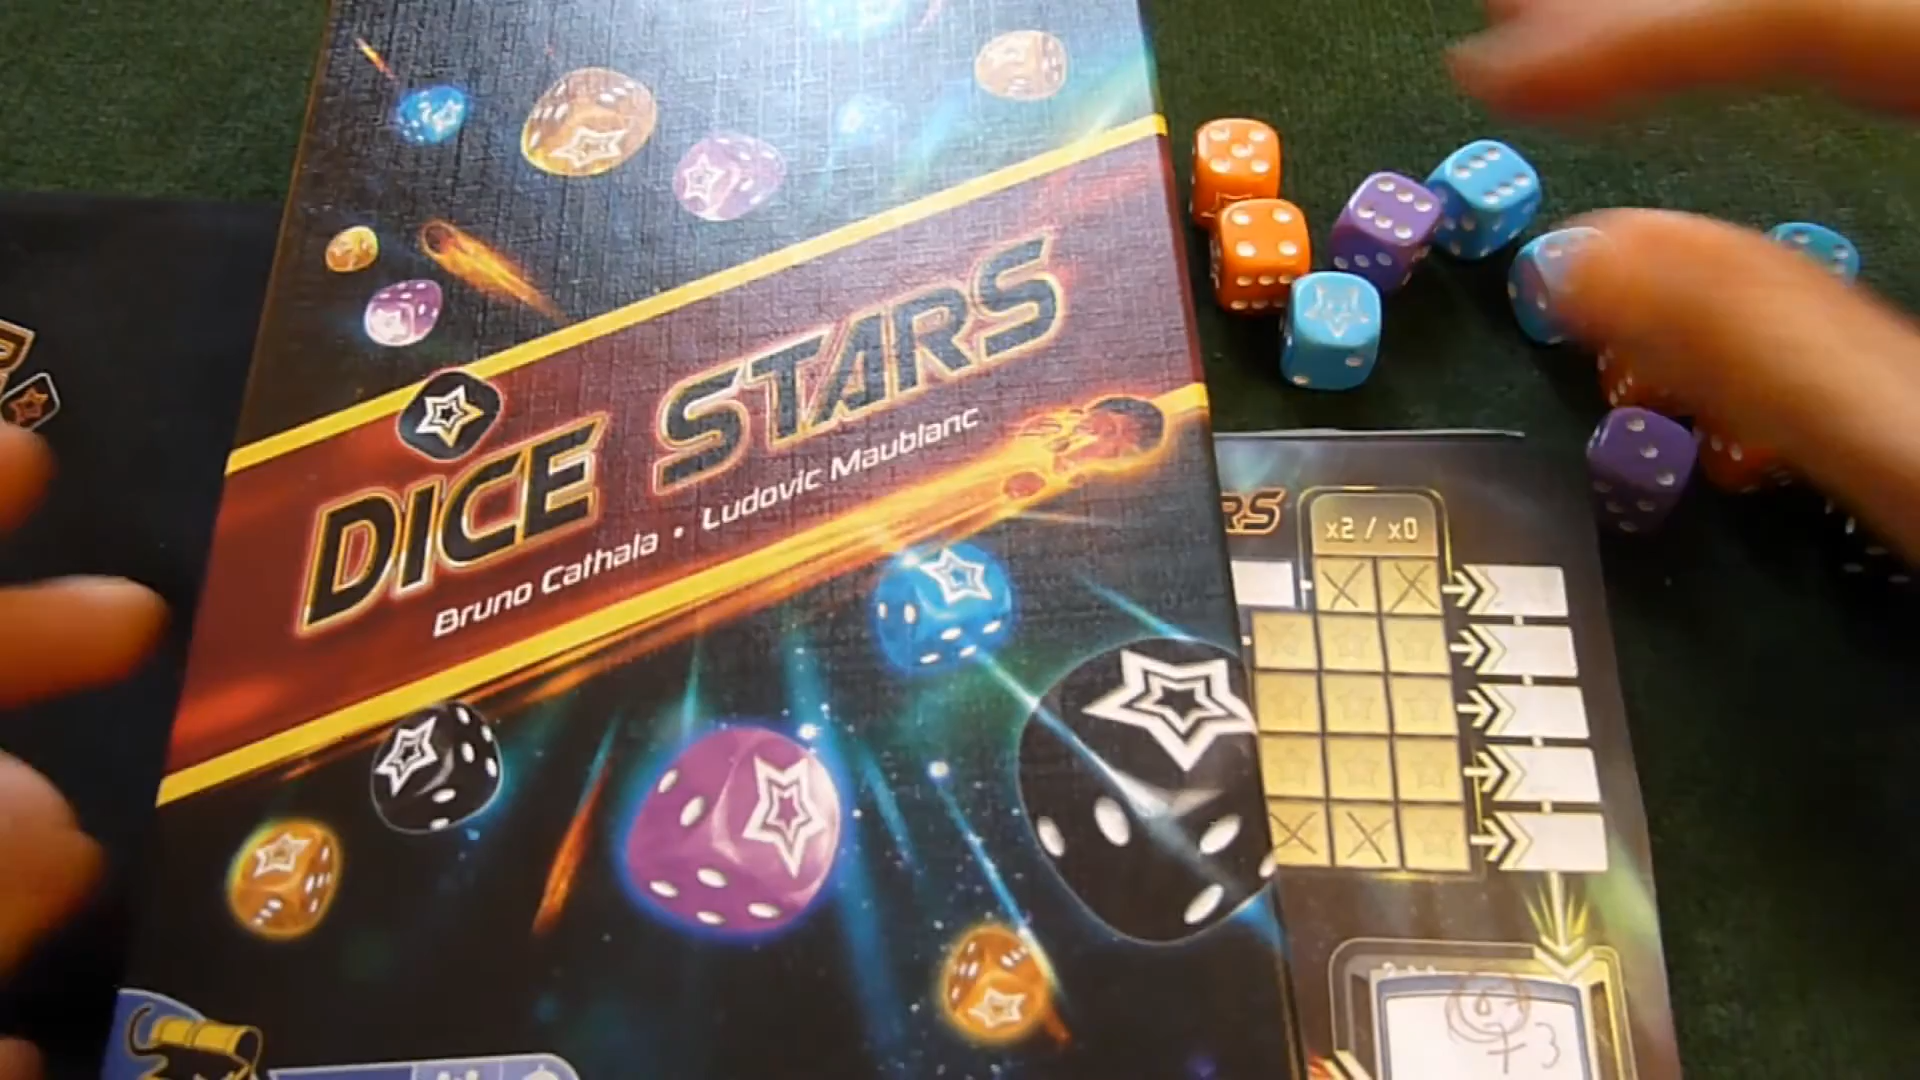 DICE STARS
Bruno Cathala • Ludovic Maublanc
RS
x2 / x0